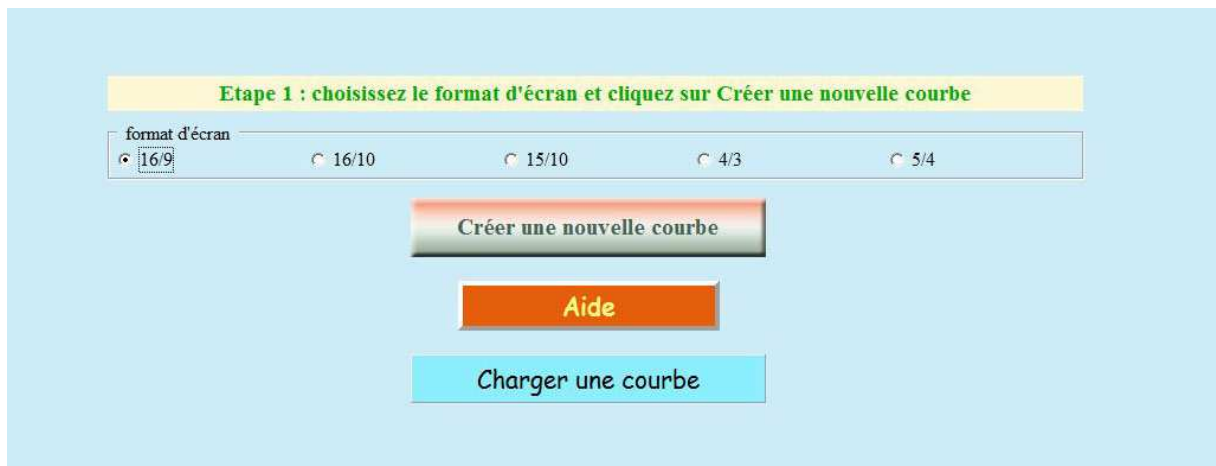 Etape 1 : choisissez le format d'écran et cliquez sur Créer une nouvelle courbe
format d'écran
16/9 16/10 15/10 4/3 5/4
Créer une nouvelle courbe
Aide
Charger une courbe